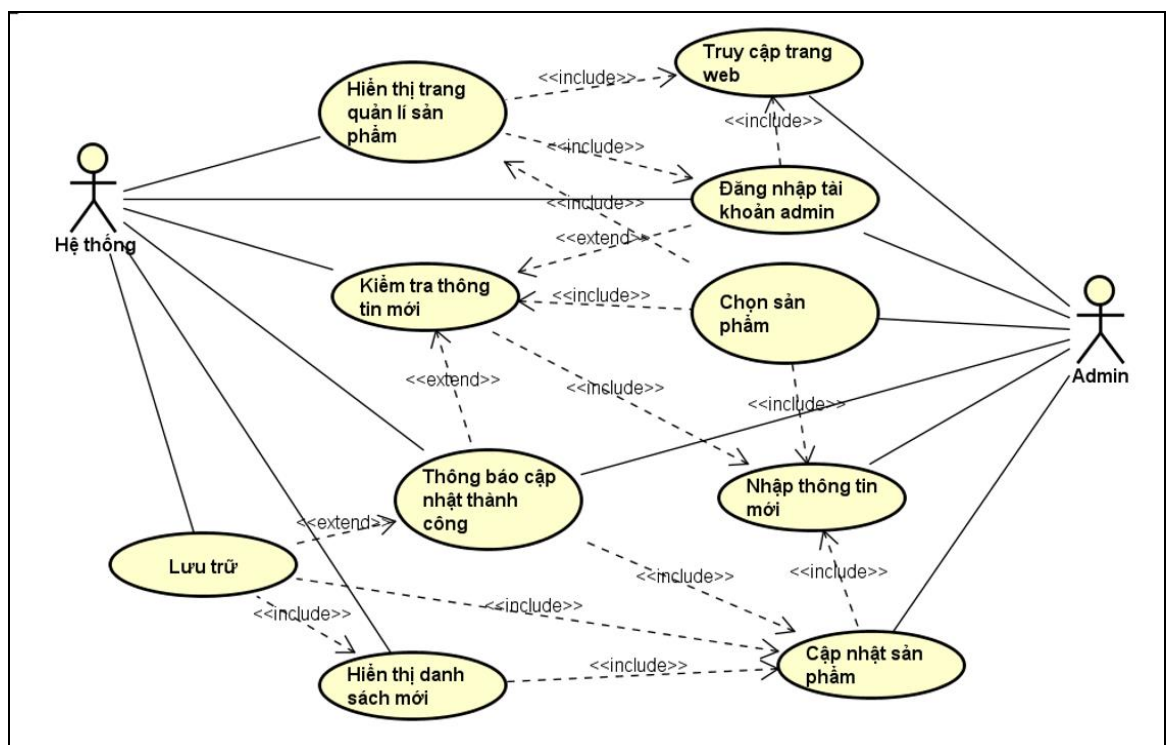 Truy cập trang
web
<<include>>
Hiển thị trang
quản lí sản
phẩm
<<include>>
<<include>>
Đăng nhập tài
khoản admin
<<include>>
Hệ thống
<<extend>>
Kiểm tra thông
tin mới
<<include>>
Chọn sản
phẩm
Admin
<<extend>>
<<include>>
<<include>>
Thông báo cập
nhật thành
công
Nhập thông tin
mới
<<extend>>
Lưu trữ
<<include>>
<<include>>
<<include>>
<<include>>
Hiển thị danh
sách mới
<<include>>
Cập nhật sản
phẩm